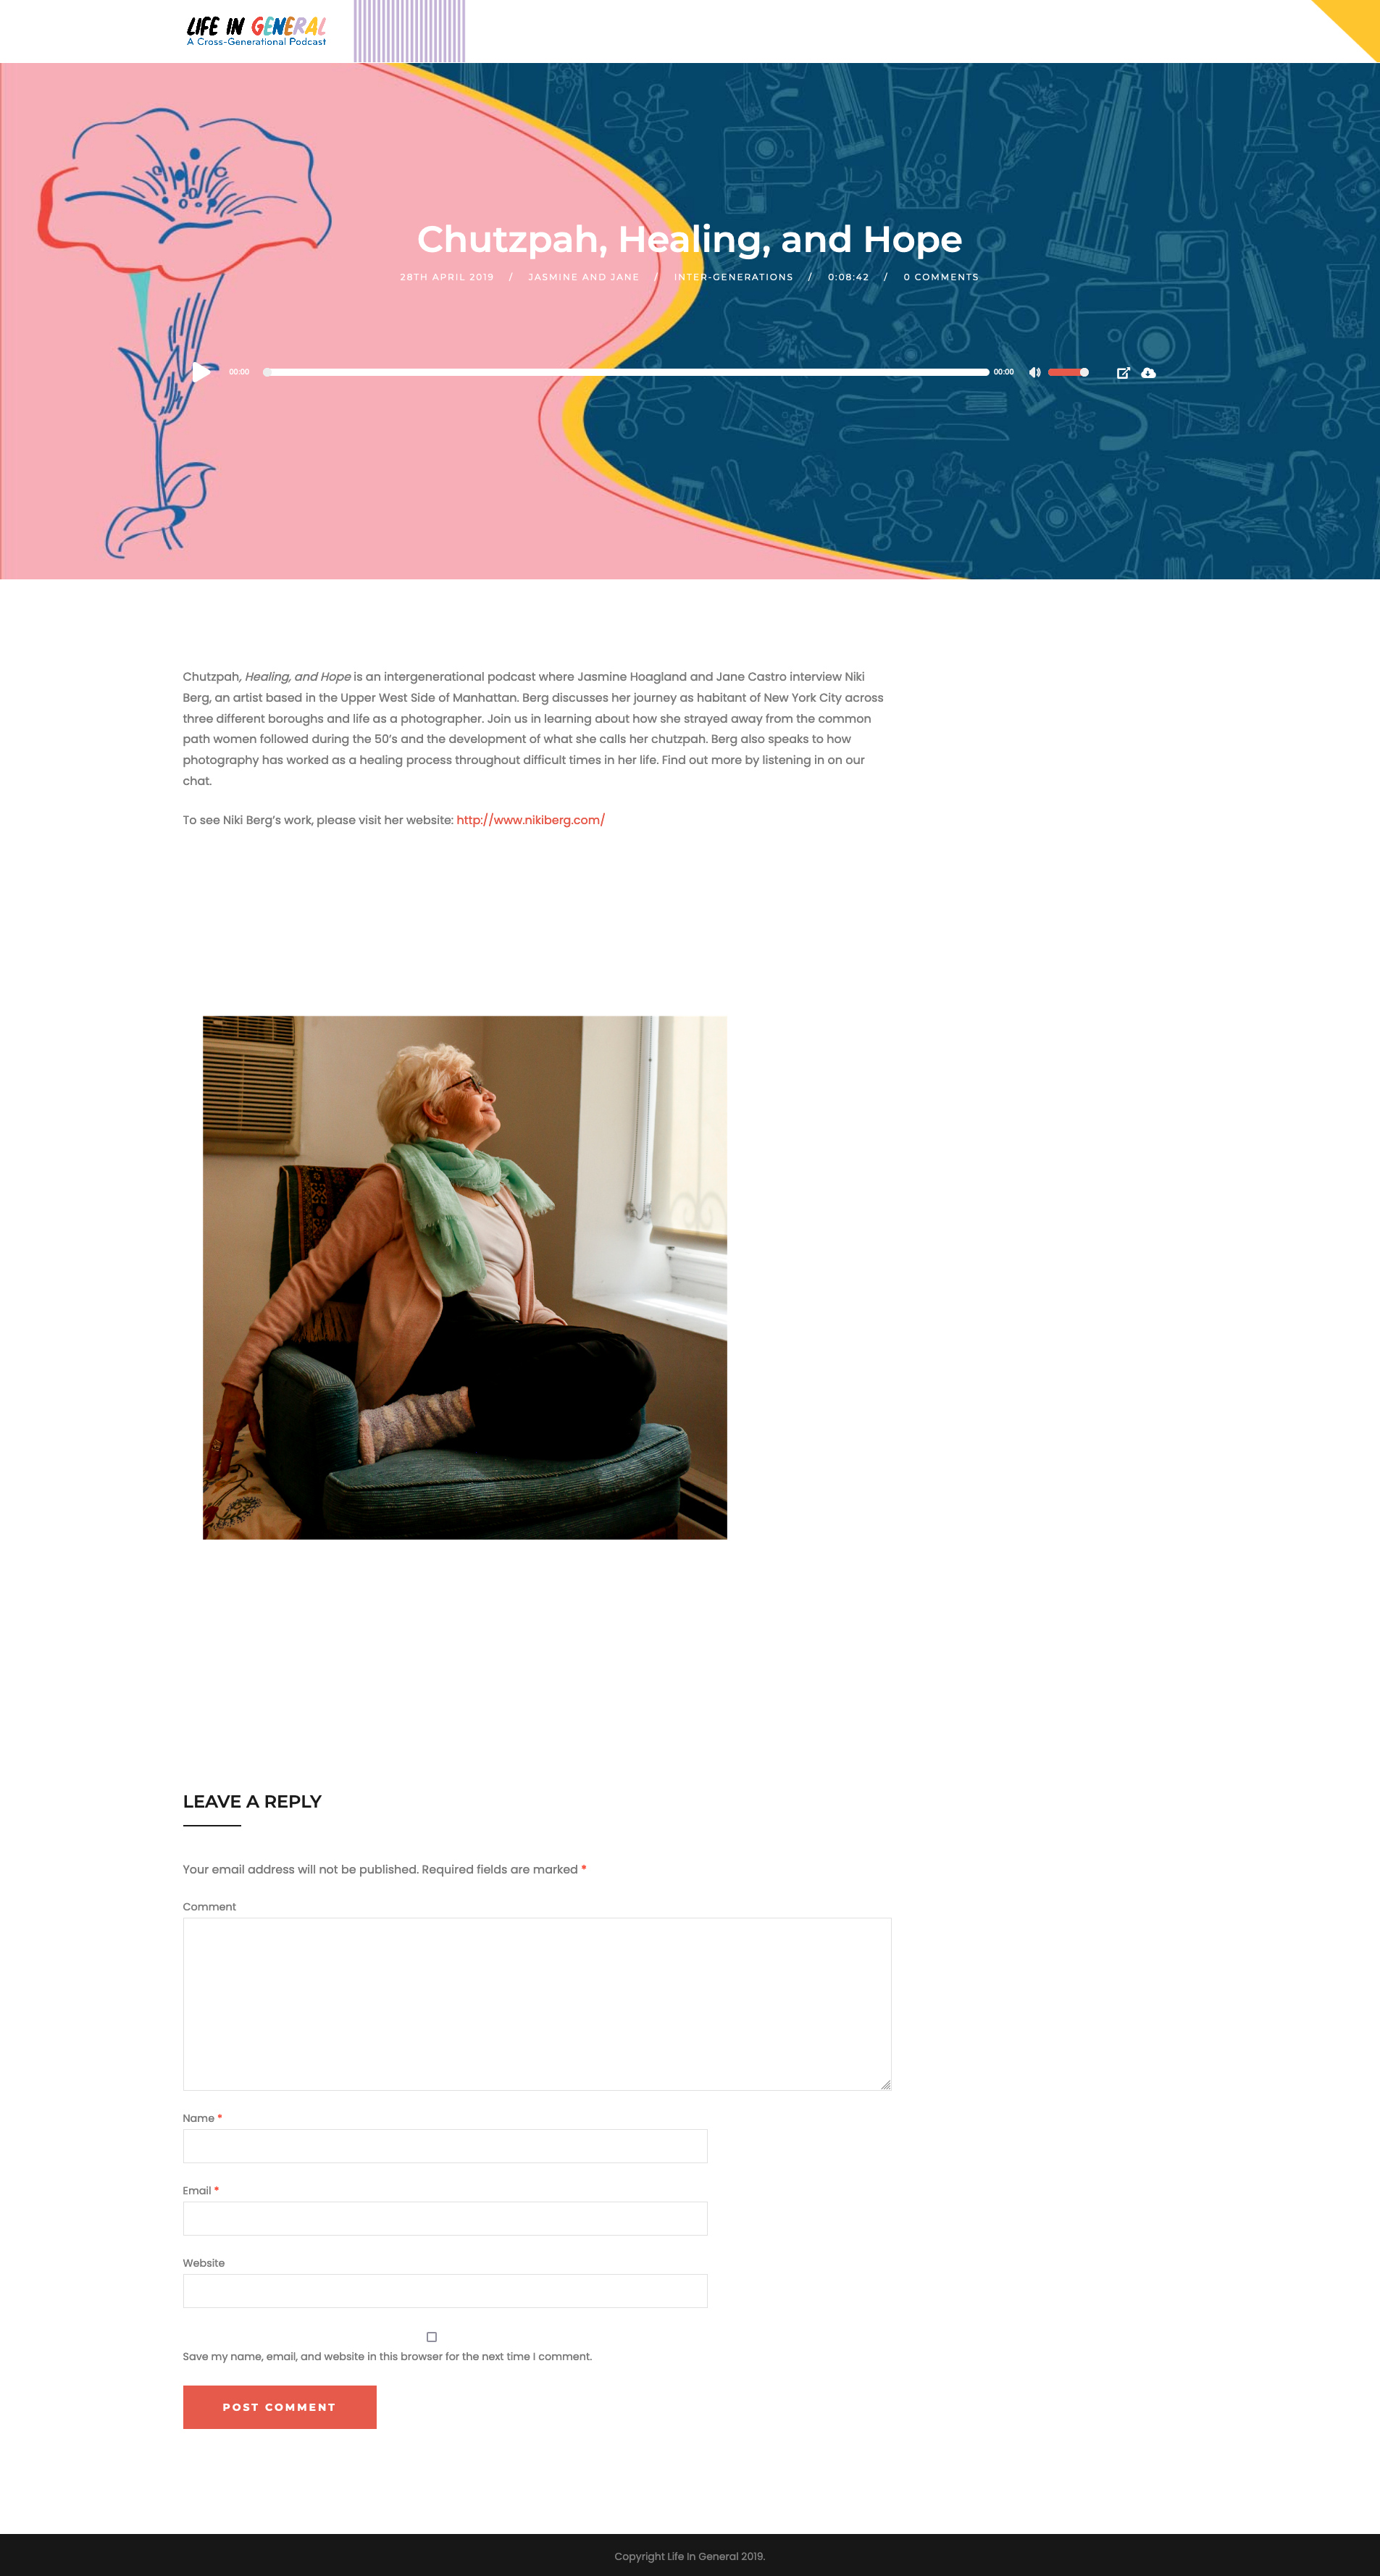 LIFE IN GENERAL
A Cross-Generational Podcast
Chutzpah, Healing, and Hope
28TH APRIL 2019 / JASMINE AND JANE / INTER-GENERATIONS / 0:08:42 / 0 COMMENTS
00:00 00:00
Chutzpah, Healing, and Hope is an intergenerational podcast where Jasmine Hoagland and Jane Castro interview Niki
Berg, an artist based in the Upper West Side of Manhattan. Berg discusses her journey as habitant of New York City across
three different boroughs and life as a photographer. Join us in learning about how she strayed away from the common
path women followed during the 50’s and the development of what she calls her chutzpah. Berg also speaks to how
photography has worked as a healing process throughout difficult times in her life. Find out more by listening in on our
chat.
To see Niki Berg’s work, please visit her website: http://www.nikiberg.com/
LEAVE A REPLY
Your email address will not be published. Required fields are marked *
Comment
Name *
Email *
Website
Save my name, email, and website in this browser for the next time I comment.
POST COMMENT
Copyright Life In General 2019.